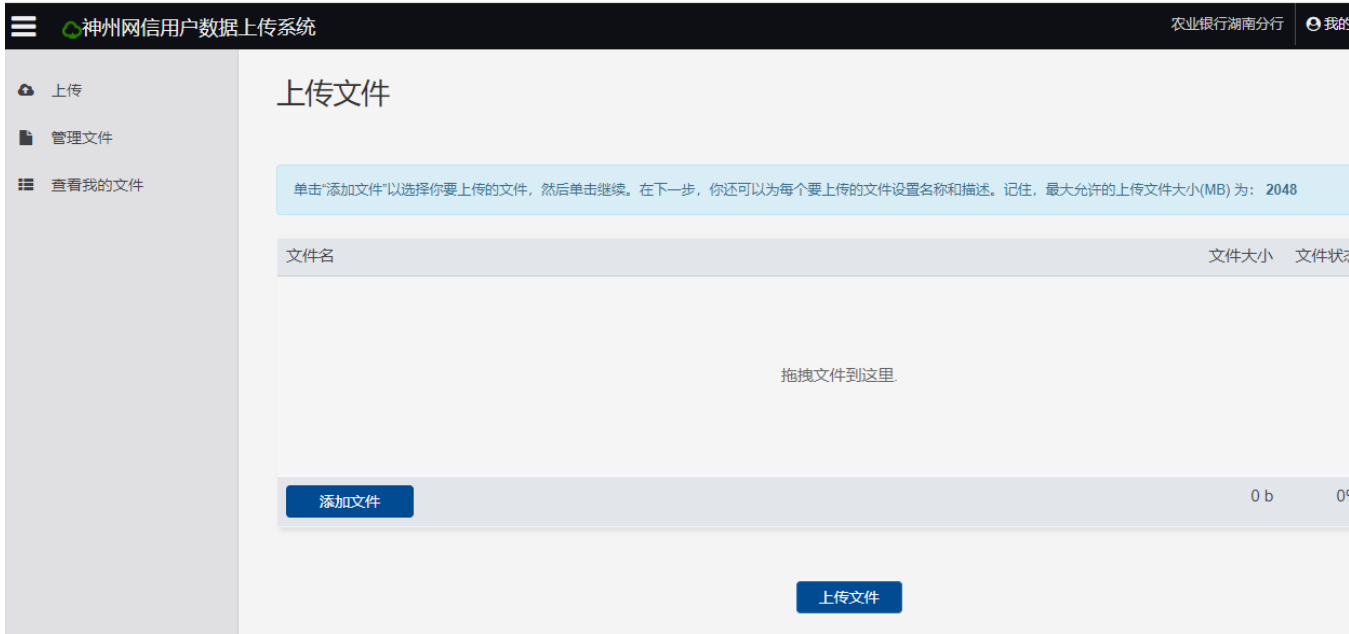 神州网信用户数据上传系统
农业银行湖南分行
我的
上传
管理文件
查看我的文件
上传文件
单击“添加文件”以选择你要上传的文件，然后单击继续。在下一步，你还可以为每个要上传的文件设置名称和描述。记住，最大允许的上传文件大小(MB) 为： 2048
文件名 文件大小 文件状态
拖拽文件到这里.
添加文件 0 b 0%
上传文件